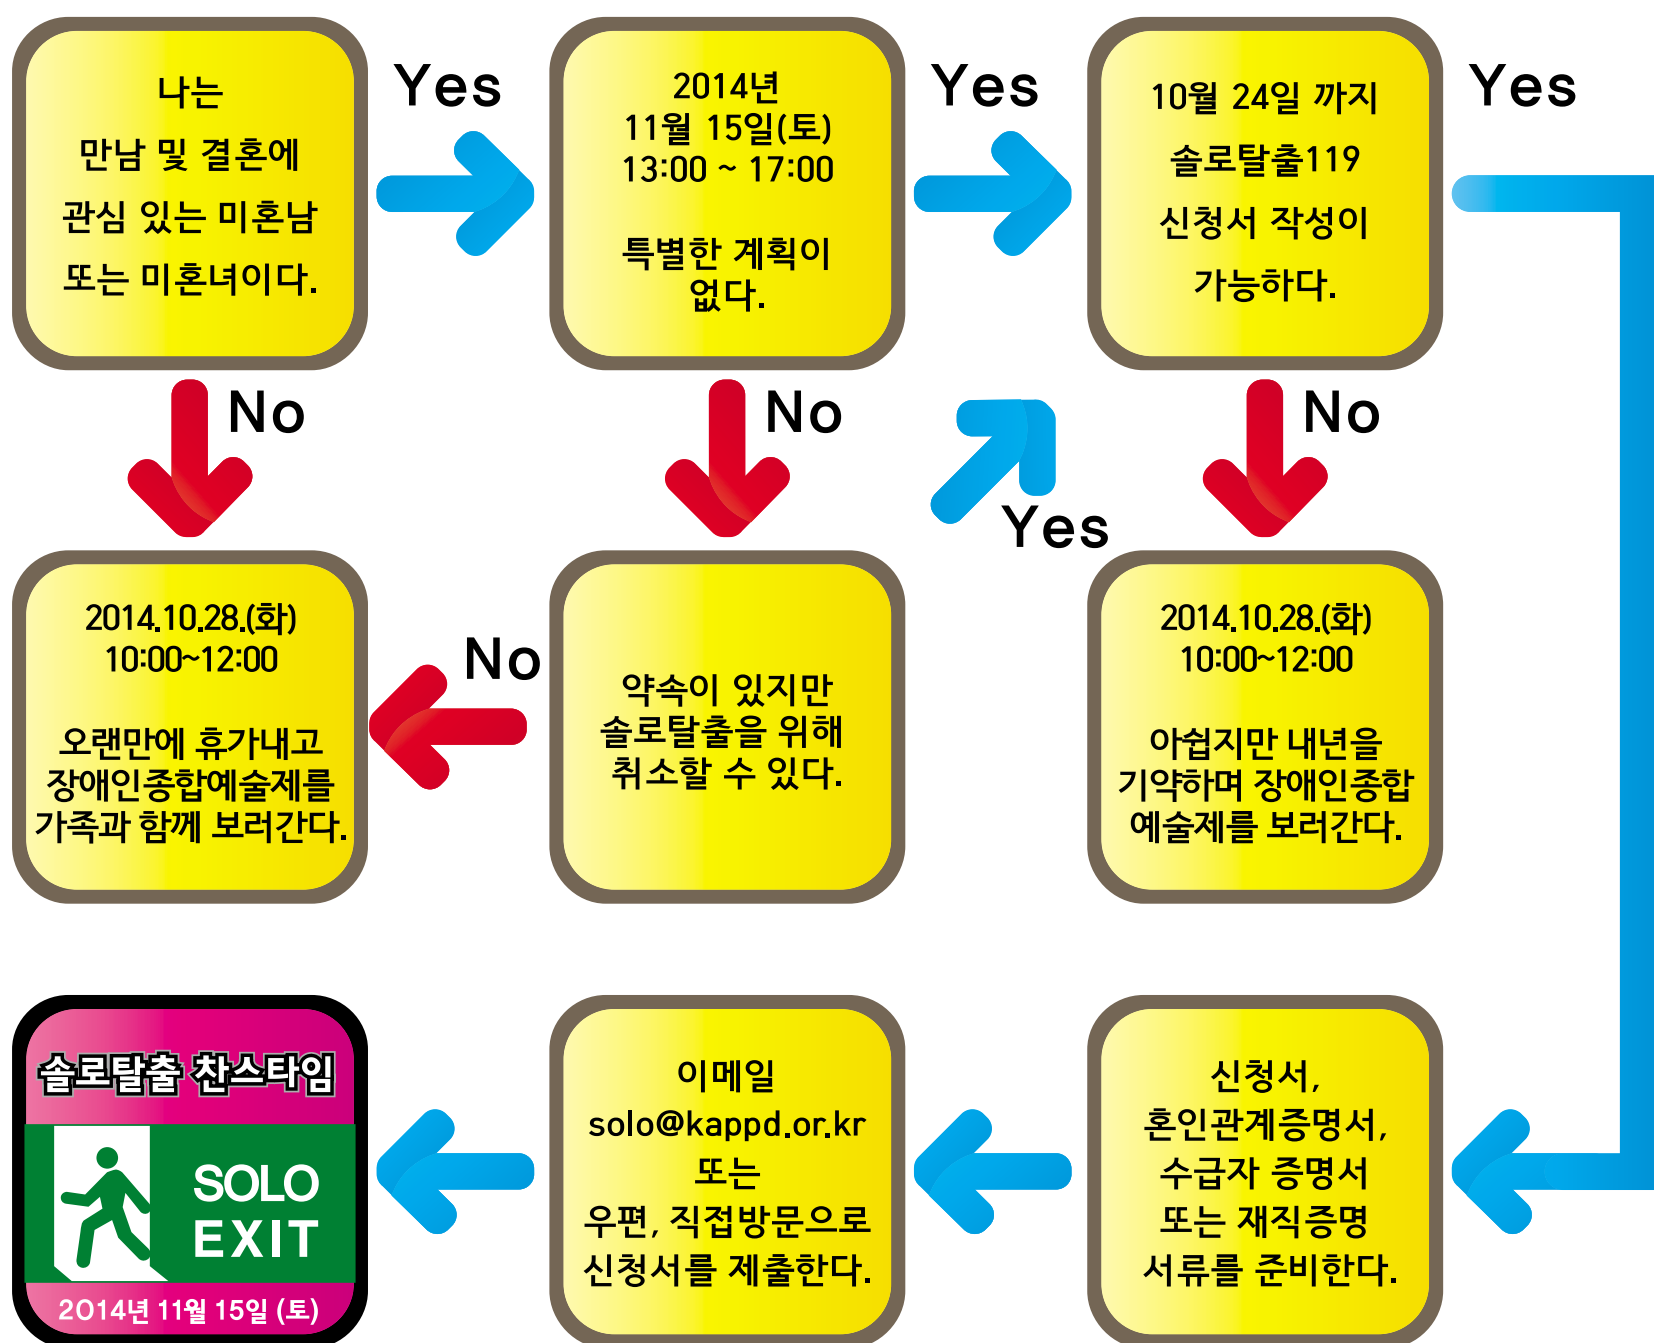 나는
만남 및 결혼에
관심 있는 미혼남
또는 미혼녀이다.
Yes
2014년
11월 15일(토)
13:00 ~ 17:00
특별한 계획이
없다.
Yes
10월 24일 까지
솔로탈출119
신청서 작성이
가능하다.
Yes
No
No
Yes
No
2014.10.28.(화)
10:00~12:00
오랜만에 휴가내고
장애인종합예술제를
가족과 함께 보러간다.
No
약속이 있지만
솔로탈출을 위해
취소할 수 있다.
2014.10.28.(화)
10:00~12:00
아쉽지만 내년을
기약하며 장애인종합
예술제를 보러간다.
솔로탈출 찬스타임
SOLO
EXIT
2014년 11월 15일 (토)
이메일
solo@kappd.or.kr
또는
우편, 직접방문으로
신청서를 제출한다.
신청서,
혼인관계증명서,
수급자 증명서
또는 재직증명
서류를 준비한다.